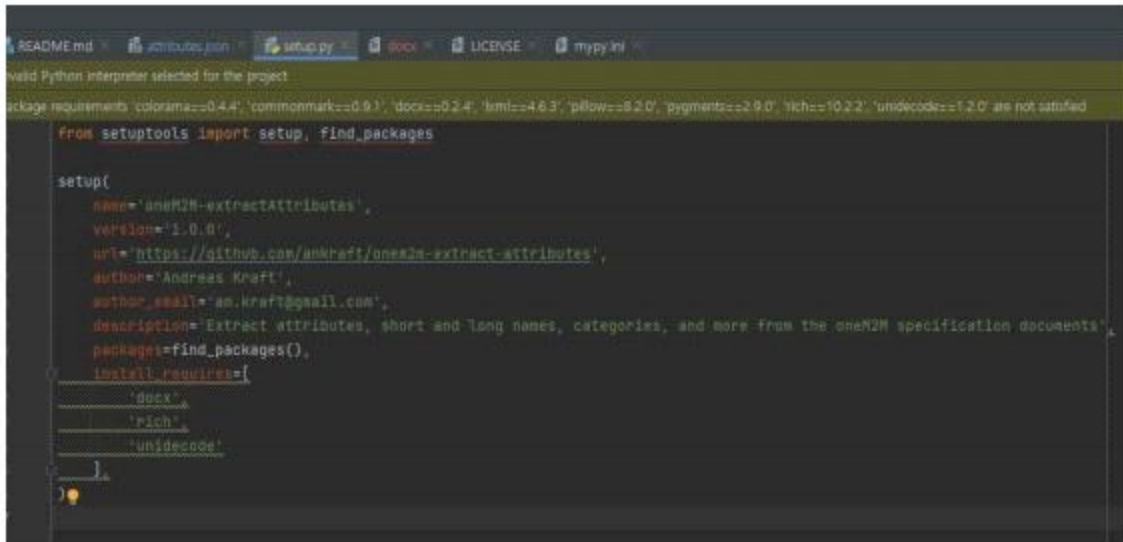 README.md attributes.json setup.py docx LICENSE mypy.ini
nvalid Python interpreter selected for the project
ackage requirements 'colorama==0.4.4', 'commonmark==0.9.1', 'docx==0.2.4', 'lxml==4.6.3', 'pillow==8.2.0', 'pygments==2.9.0', 'rich==10.2.2', 'unidecode==1.2.0' are not satisfied
from setuptools import setup, find_packages
setup(
name='oneM2M-extractAttributes',
version='1.0.0',
url='https://github.com/ankraft/onem2m-extract-attributes',
author='Andreas Kraft',
author_email='an.kraft@gmail.com',
description='Extract attributes, short and long names, categories, and more from the oneM2M specification documents',
packages=find_packages(),
install_requires=[
'docx',
'rich',
'unidecode'
],
)